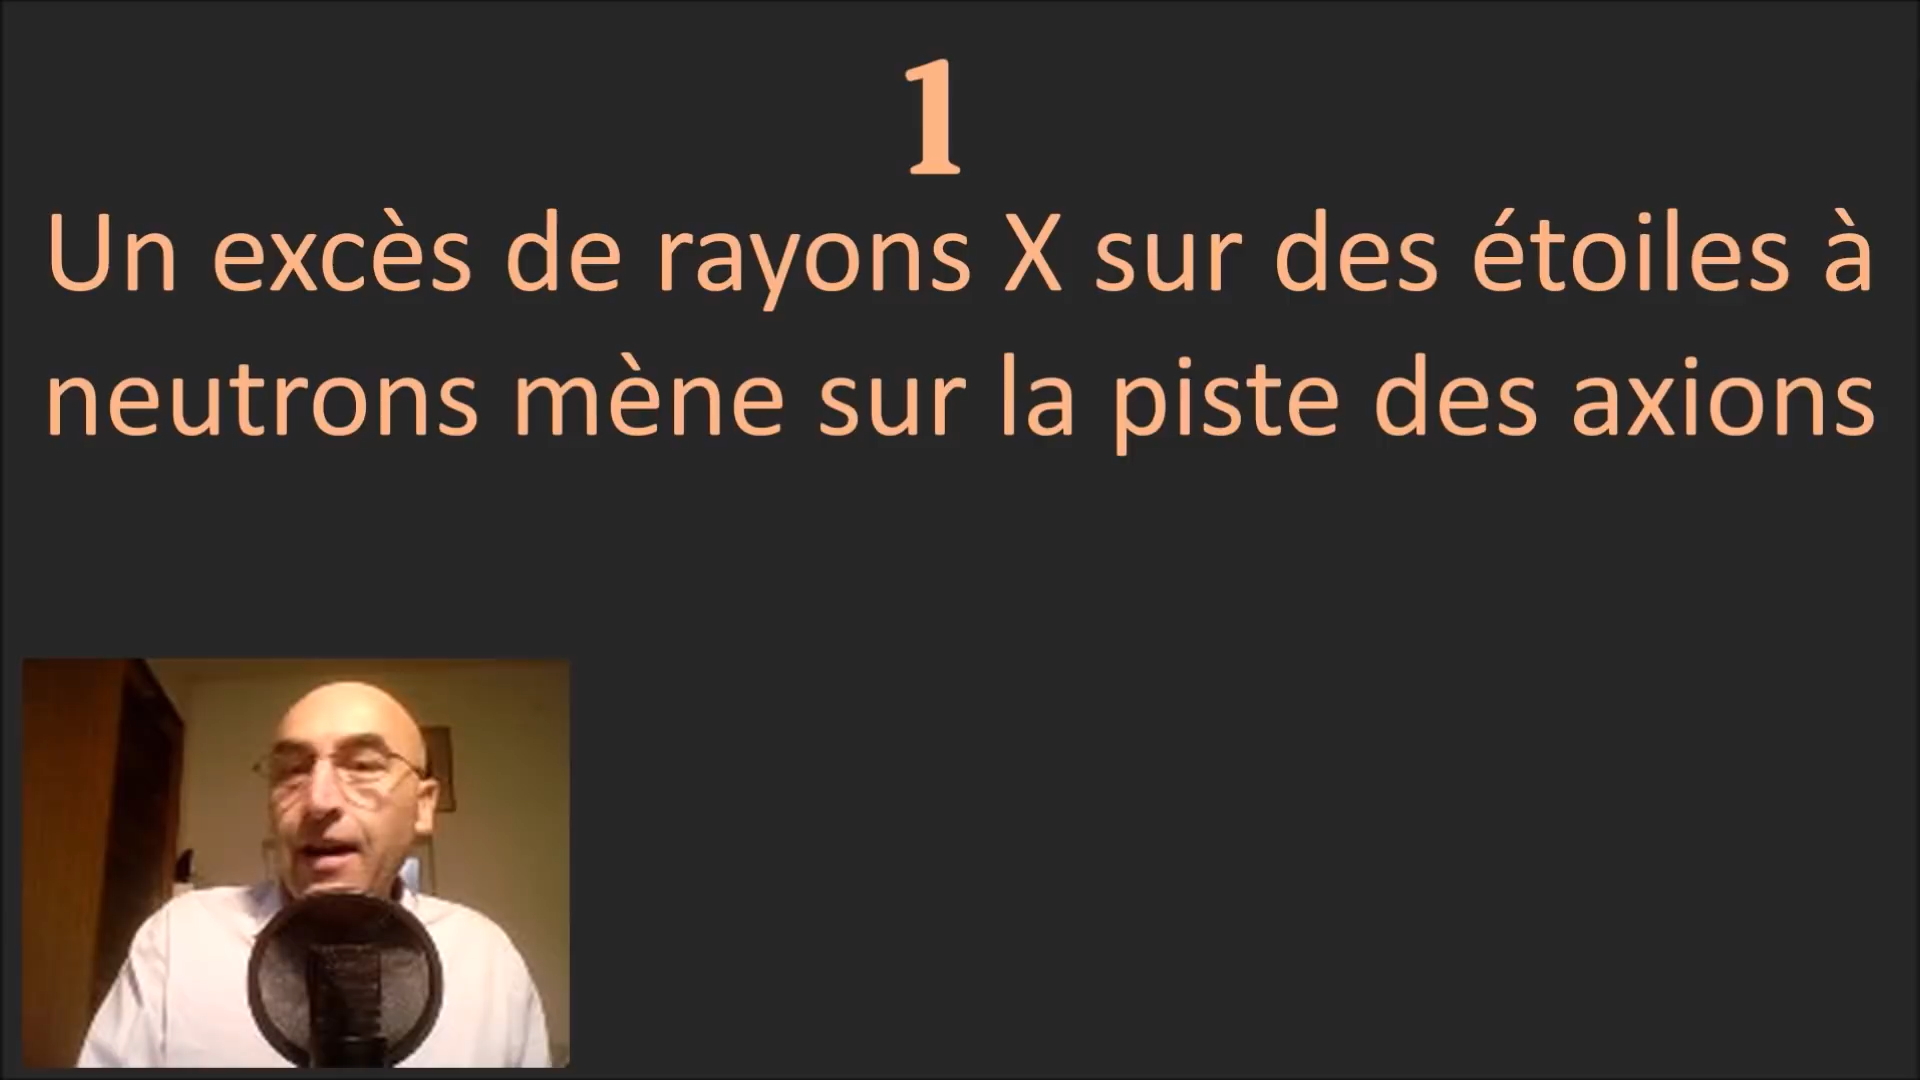 1
Un excès de rayons X sur des étoiles à
neutrons mène sur la piste des axions